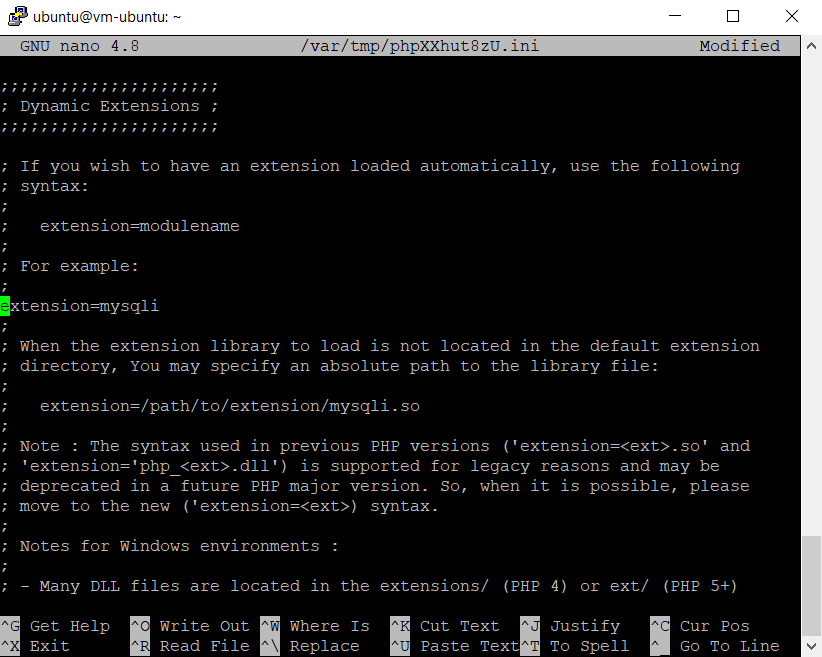 ubuntu@vm-ubuntu: ~
GNU nano 4.8 /var/tmp/phpXXhut8zU.ini Modified
;;;;;;;;;;;;;;;;;;;;;;
; Dynamic Extensions ;
;;;;;;;;;;;;;;;;;;;;;;
; If you wish to have an extension loaded automatically, use the following
; syntax:
;
;   extension=modulename
;
; For example:
;
extension=mysqli
;
; When the extension library to load is not located in the default extension
; directory, You may specify an absolute path to the library file:
;
;   extension=/path/to/extension/mysqli.so
;
; Note : The syntax used in previous PHP versions ('extension=<ext>.so' and
; 'extension='php_<ext>.dll') is supported for legacy reasons and may be
; deprecated in a future PHP major version. So, when it is possible, please
; move to the new ('extension=<ext>) syntax.
;
; Notes for Windows environments :
;
; - Many DLL files are located in the extensions/ (PHP 4) or ext/ (PHP 5+)
^G Get Help ^O Write Out ^W Where Is ^K Cut Text ^J Justify ^C Cur Pos
^X Exit ^R Read File ^\ Replace ^U Paste Text^T To Spell ^_ Go To Line